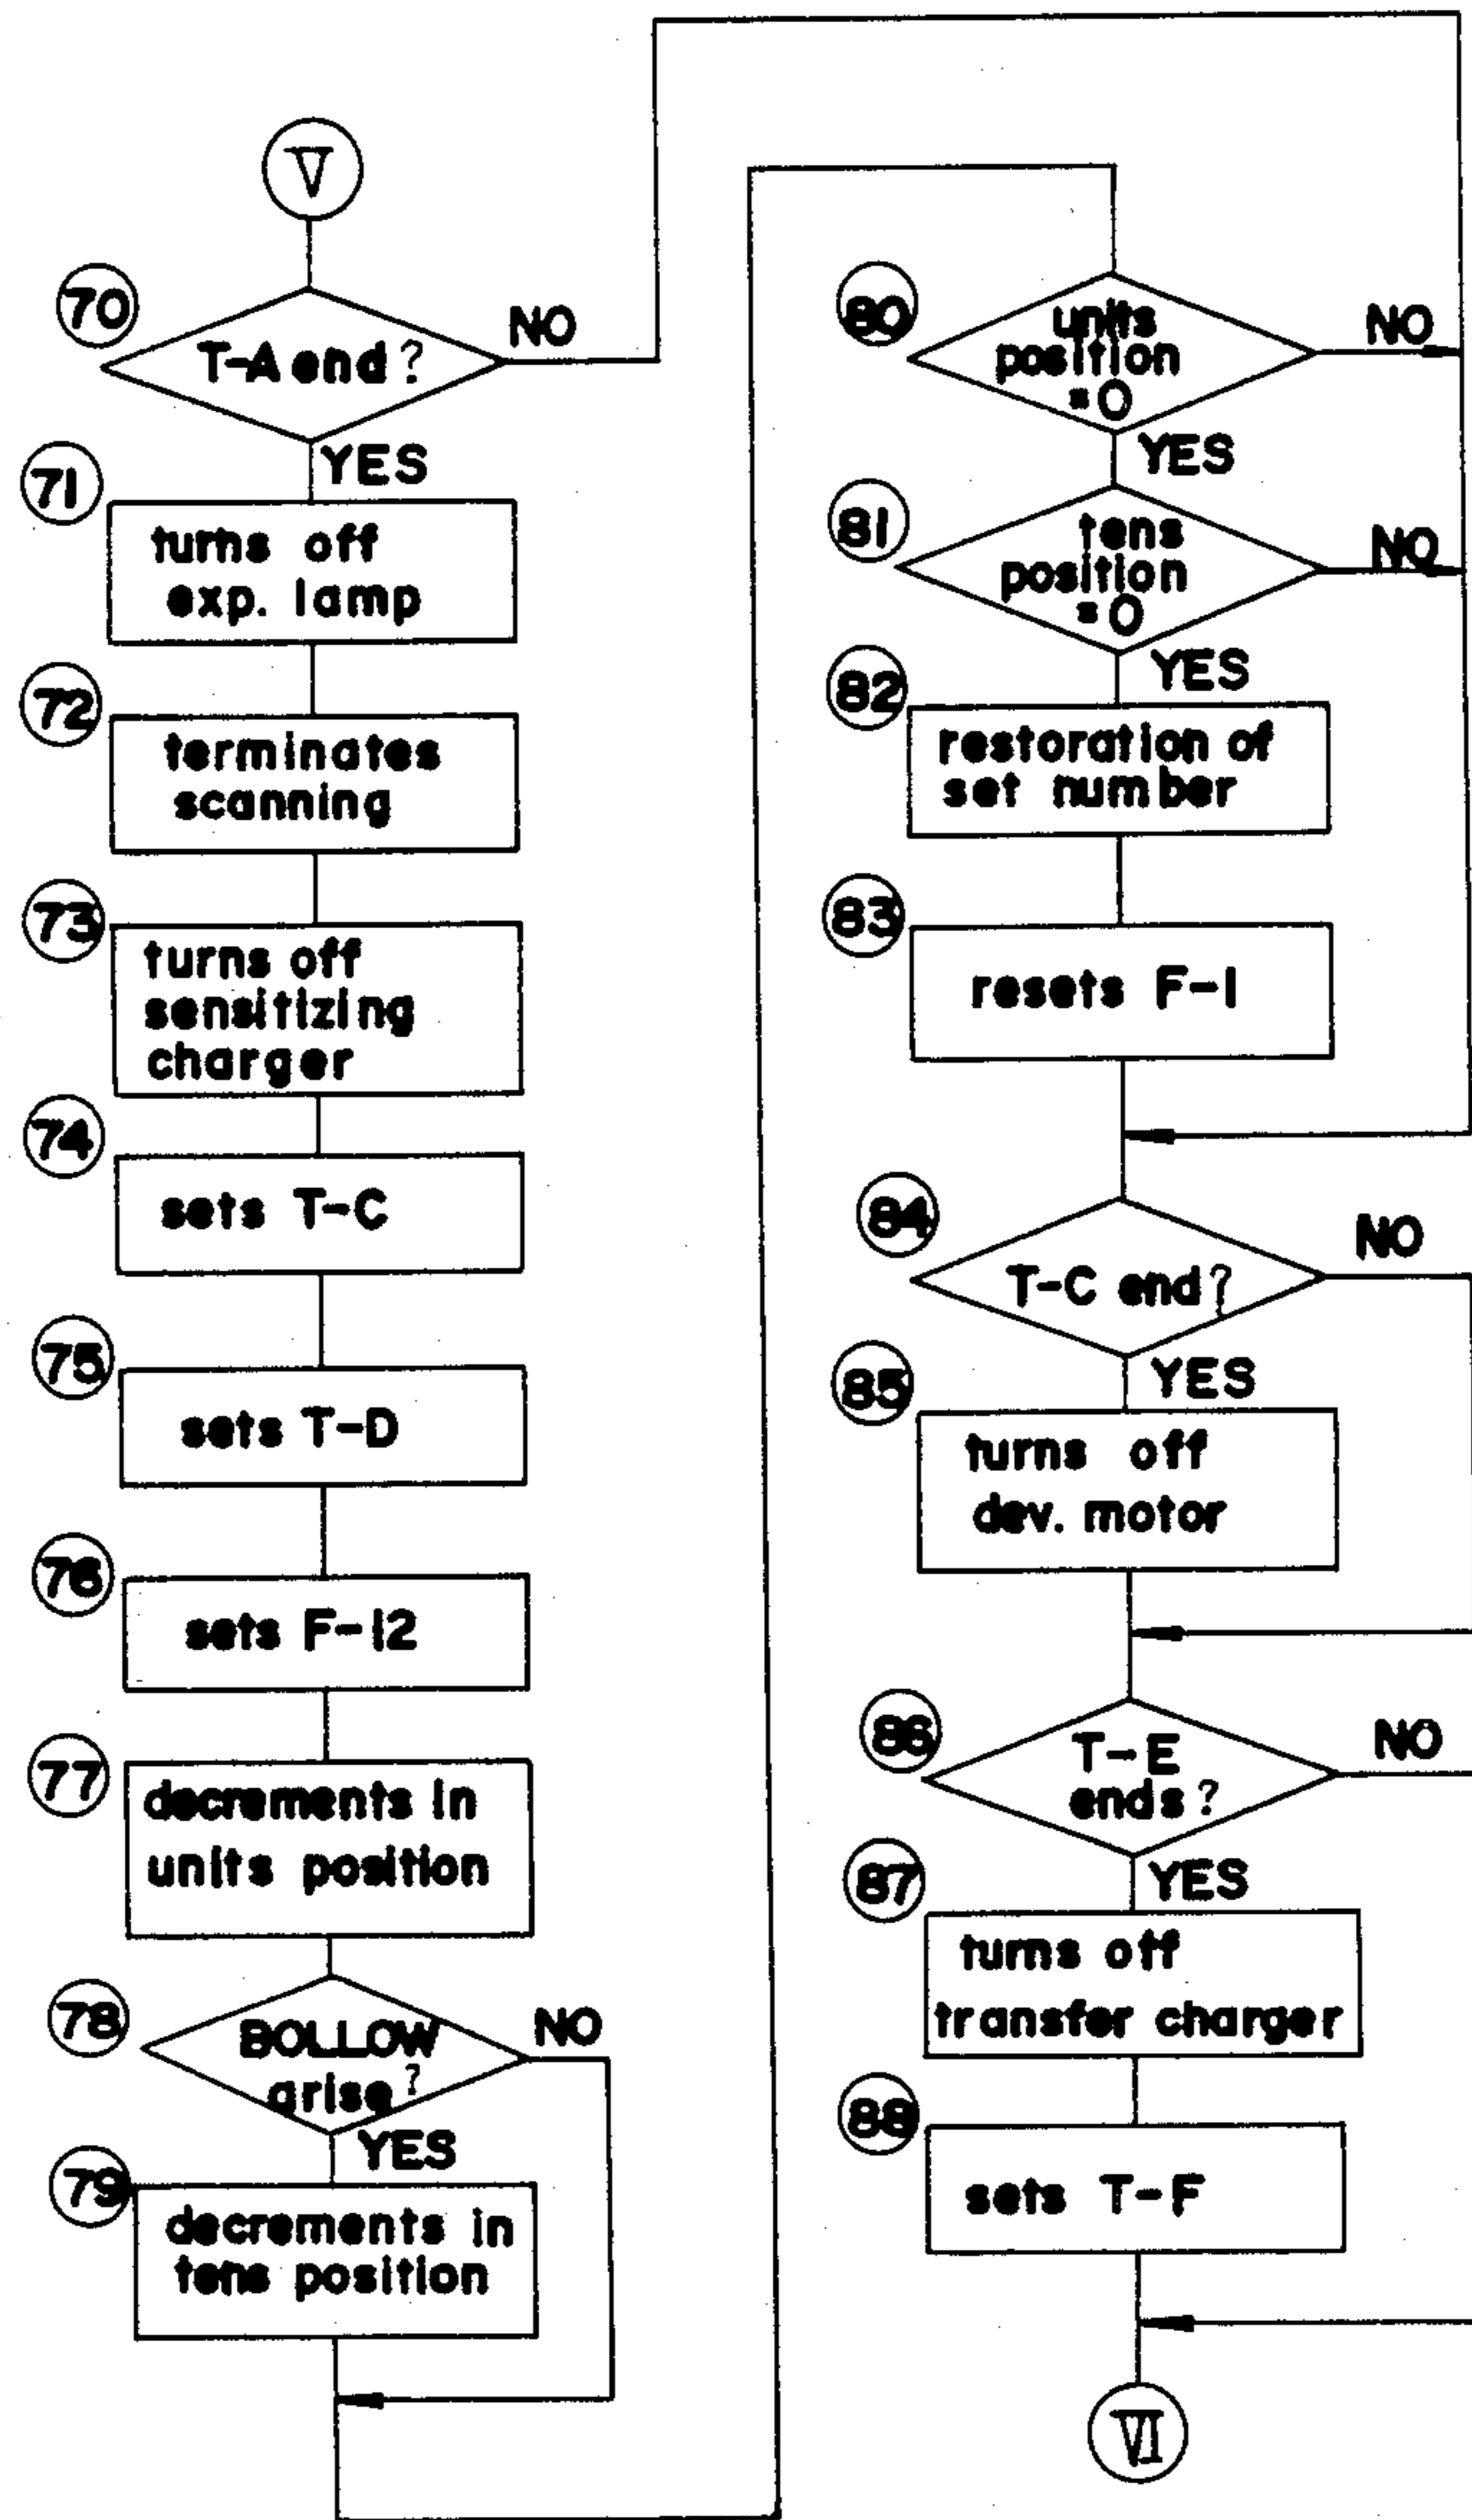 V
70
T-A end?
NO
YES
71
turns off
exp. lamp
72
terminates
scanning
73
turns off
sensitizing
charger
74
sets T-C
75
sets T-D
76
sets F-12
77
decrements in
units position
78
BOLLOW
arise?
NO
YES
79
decrements in
tens position
80
units
position
=0
NO
YES
81
tens
position
=0
NO
YES
82
restoration of
set number
83
resets F-1
84
T-C end?
NO
YES
85
turns off
dev. motor
86
T-E
ends?
NO
YES
87
turns off
transfer charger
88
sets T-F
VI